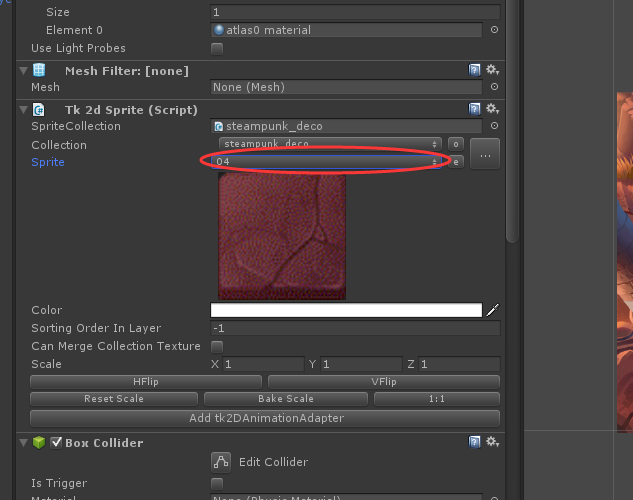 Size 1
Element 0 atlas0 material
Use Light Probes
Mesh Filter: [none]
Mesh None (Mesh)
Tk 2d Sprite (Script)
SpriteCollection steampunk_deco
Collection steampunk_deco o ...
Sprite 04 e
Color
Sorting Order In Layer -1
Can Merge Collection Texture
Scale X 1 Y 1 Z 1
HFlip VFlip
Reset Scale Bake Scale 1:1
Add tk2DAnimationAdapter
Box Collider
Edit Collider
Is Trigger
Material None (Physic Material)